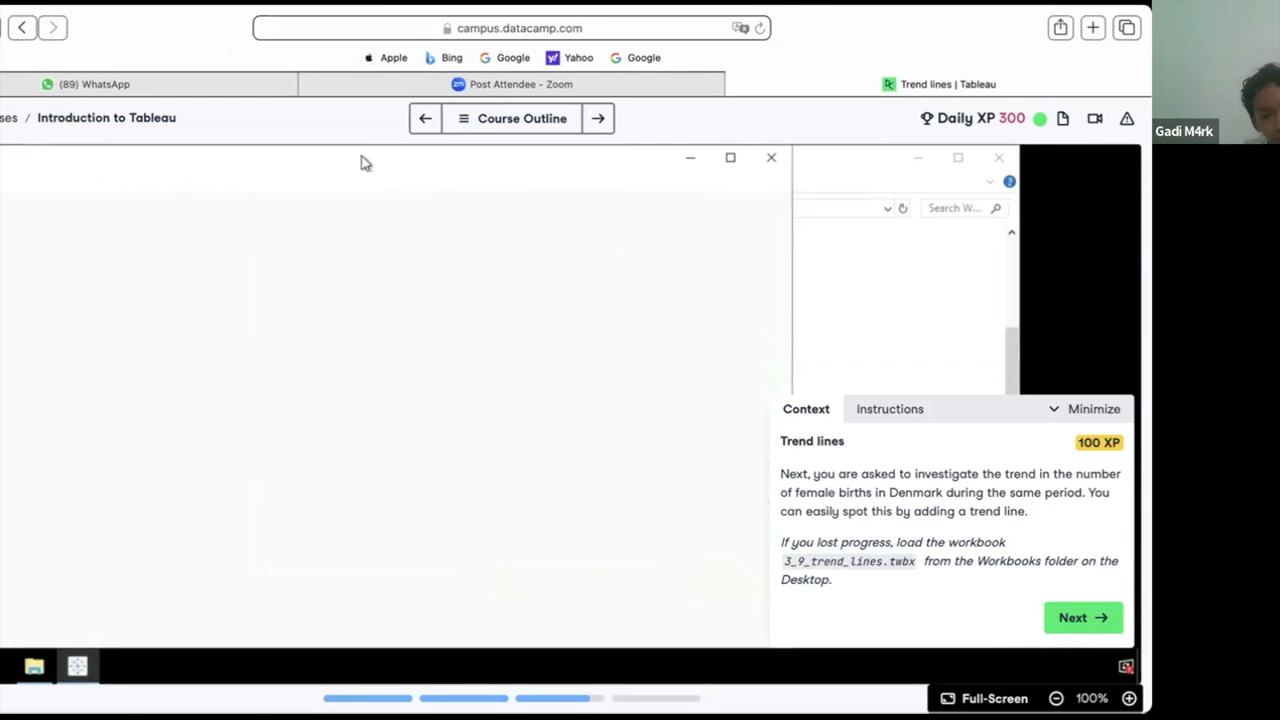 campus.datacamp.com
Apple Bing Google Yahoo Google
(89) WhatsApp Post Attendee - Zoom Trend lines | Tableau
ses / Introduction to Tableau Course Outline Daily XP 300
Gadi M4rk
Search W...
Context Instructions Minimize
Trend lines 100 XP
Next, you are asked to investigate the trend in the number
of female births in Denmark during the same period. You
can easily spot this by adding a trend line.
If you lost progress, load the workbook
3_9_trend_lines.twbx from the Workbooks folder on the
Desktop.
Next
Full-Screen 100%